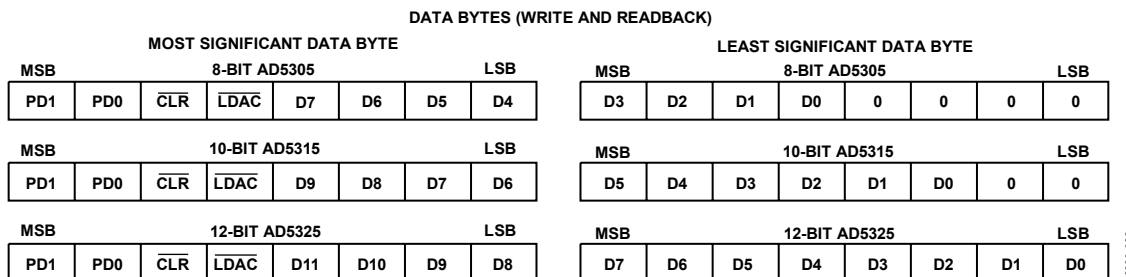 DATA BYTES (WRITE AND READBACK)
MOST SIGNIFICANT DATA BYTE
LEAST SIGNIFICANT DATA BYTE
MSB 8-BIT AD5305 LSB
MSB 8-BIT AD5305 LSB
PD1 PD0 CLR LDAC D7 D6 D5 D4
D3 D2 D1 D0 0 0 0 0
MSB 10-BIT AD5315 LSB
MSB 10-BIT AD5315 LSB
PD1 PD0 CLR LDAC D9 D8 D7 D6
D5 D4 D3 D2 D1 D0 0 0
MSB 12-BIT AD5325 LSB
MSB 12-BIT AD5325 LSB
PD1 PD0 CLR LDAC D11 D10 D9 D8
D7 D6 D5 D4 D3 D2 D1 D0